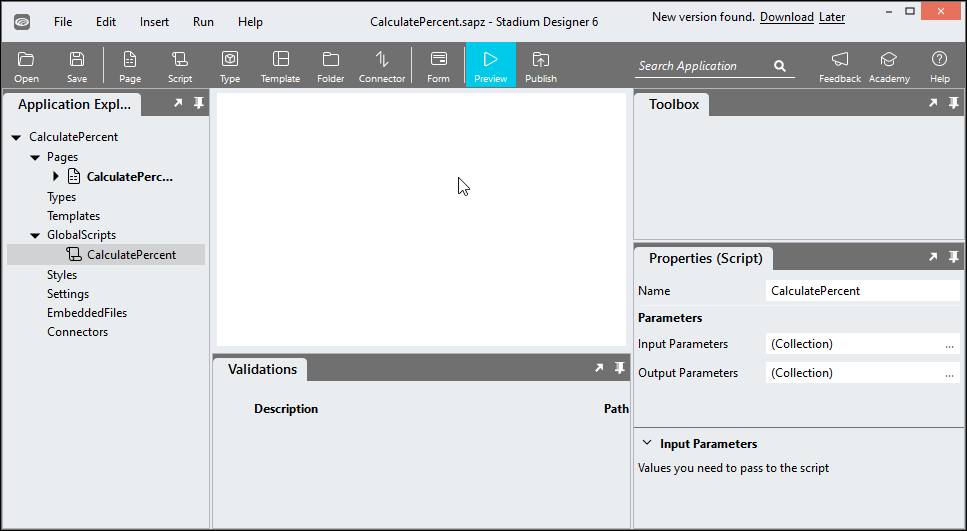 File Edit Insert Run Help CalculatePercent.sapz - Stadium Designer 6 New version found. Download Later
Open Save Page Script Type Template Folder Connector Form Preview Publish Search Application Feedback Academy Help
Application Expl...
CalculatePercent
Pages
CalculatePerc...
Types
Templates
GlobalScripts
CalculatePercent
Styles
Settings
EmbeddedFiles
Connectors
Validations
Description Path
Toolbox
Properties (Script)
Name CalculatePercent
Parameters
Input Parameters (Collection) ...
Output Parameters (Collection) ...
Input Parameters
Values you need to pass to the script